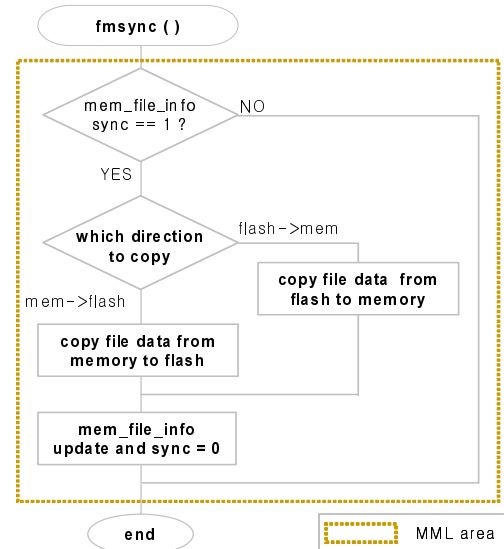 fmsync ( )
mem_file_info
sync == 1 ?
NO
YES
which direction
to copy
flash->mem
copy file data from
flash to memory
mem->flash
copy file data from
memory to flash
mem_file_info
update and sync = 0
end
MML area